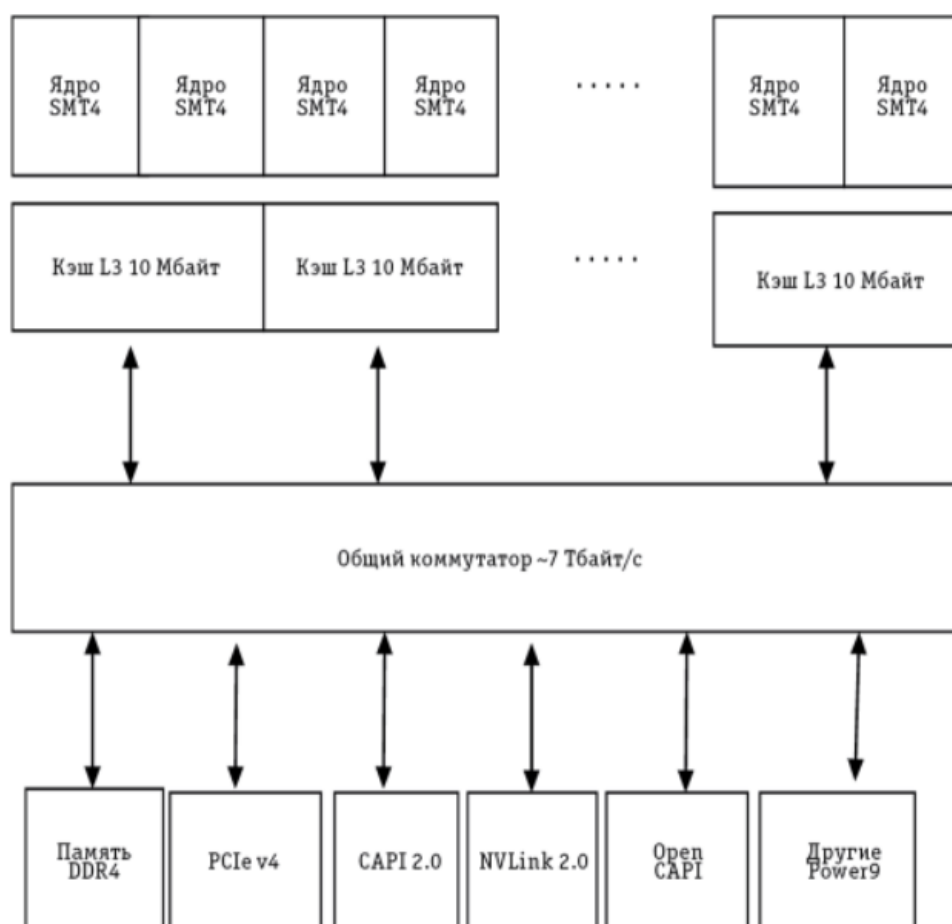 Ядро
SMT4
Ядро
SMT4
Ядро
SMT4
Ядро
SMT4
.....
Ядро
SMT4
Ядро
SMT4
Кэш L3 10 Мбайт
Кэш L3 10 Мбайт
.....
Кэш L3 10 Мбайт
Общий коммутатор ~7 Тбайт/с
Память
DDR4
PCIe v4
CAPI 2.0
NVLink 2.0
Open
CAPI
Другие
Power9